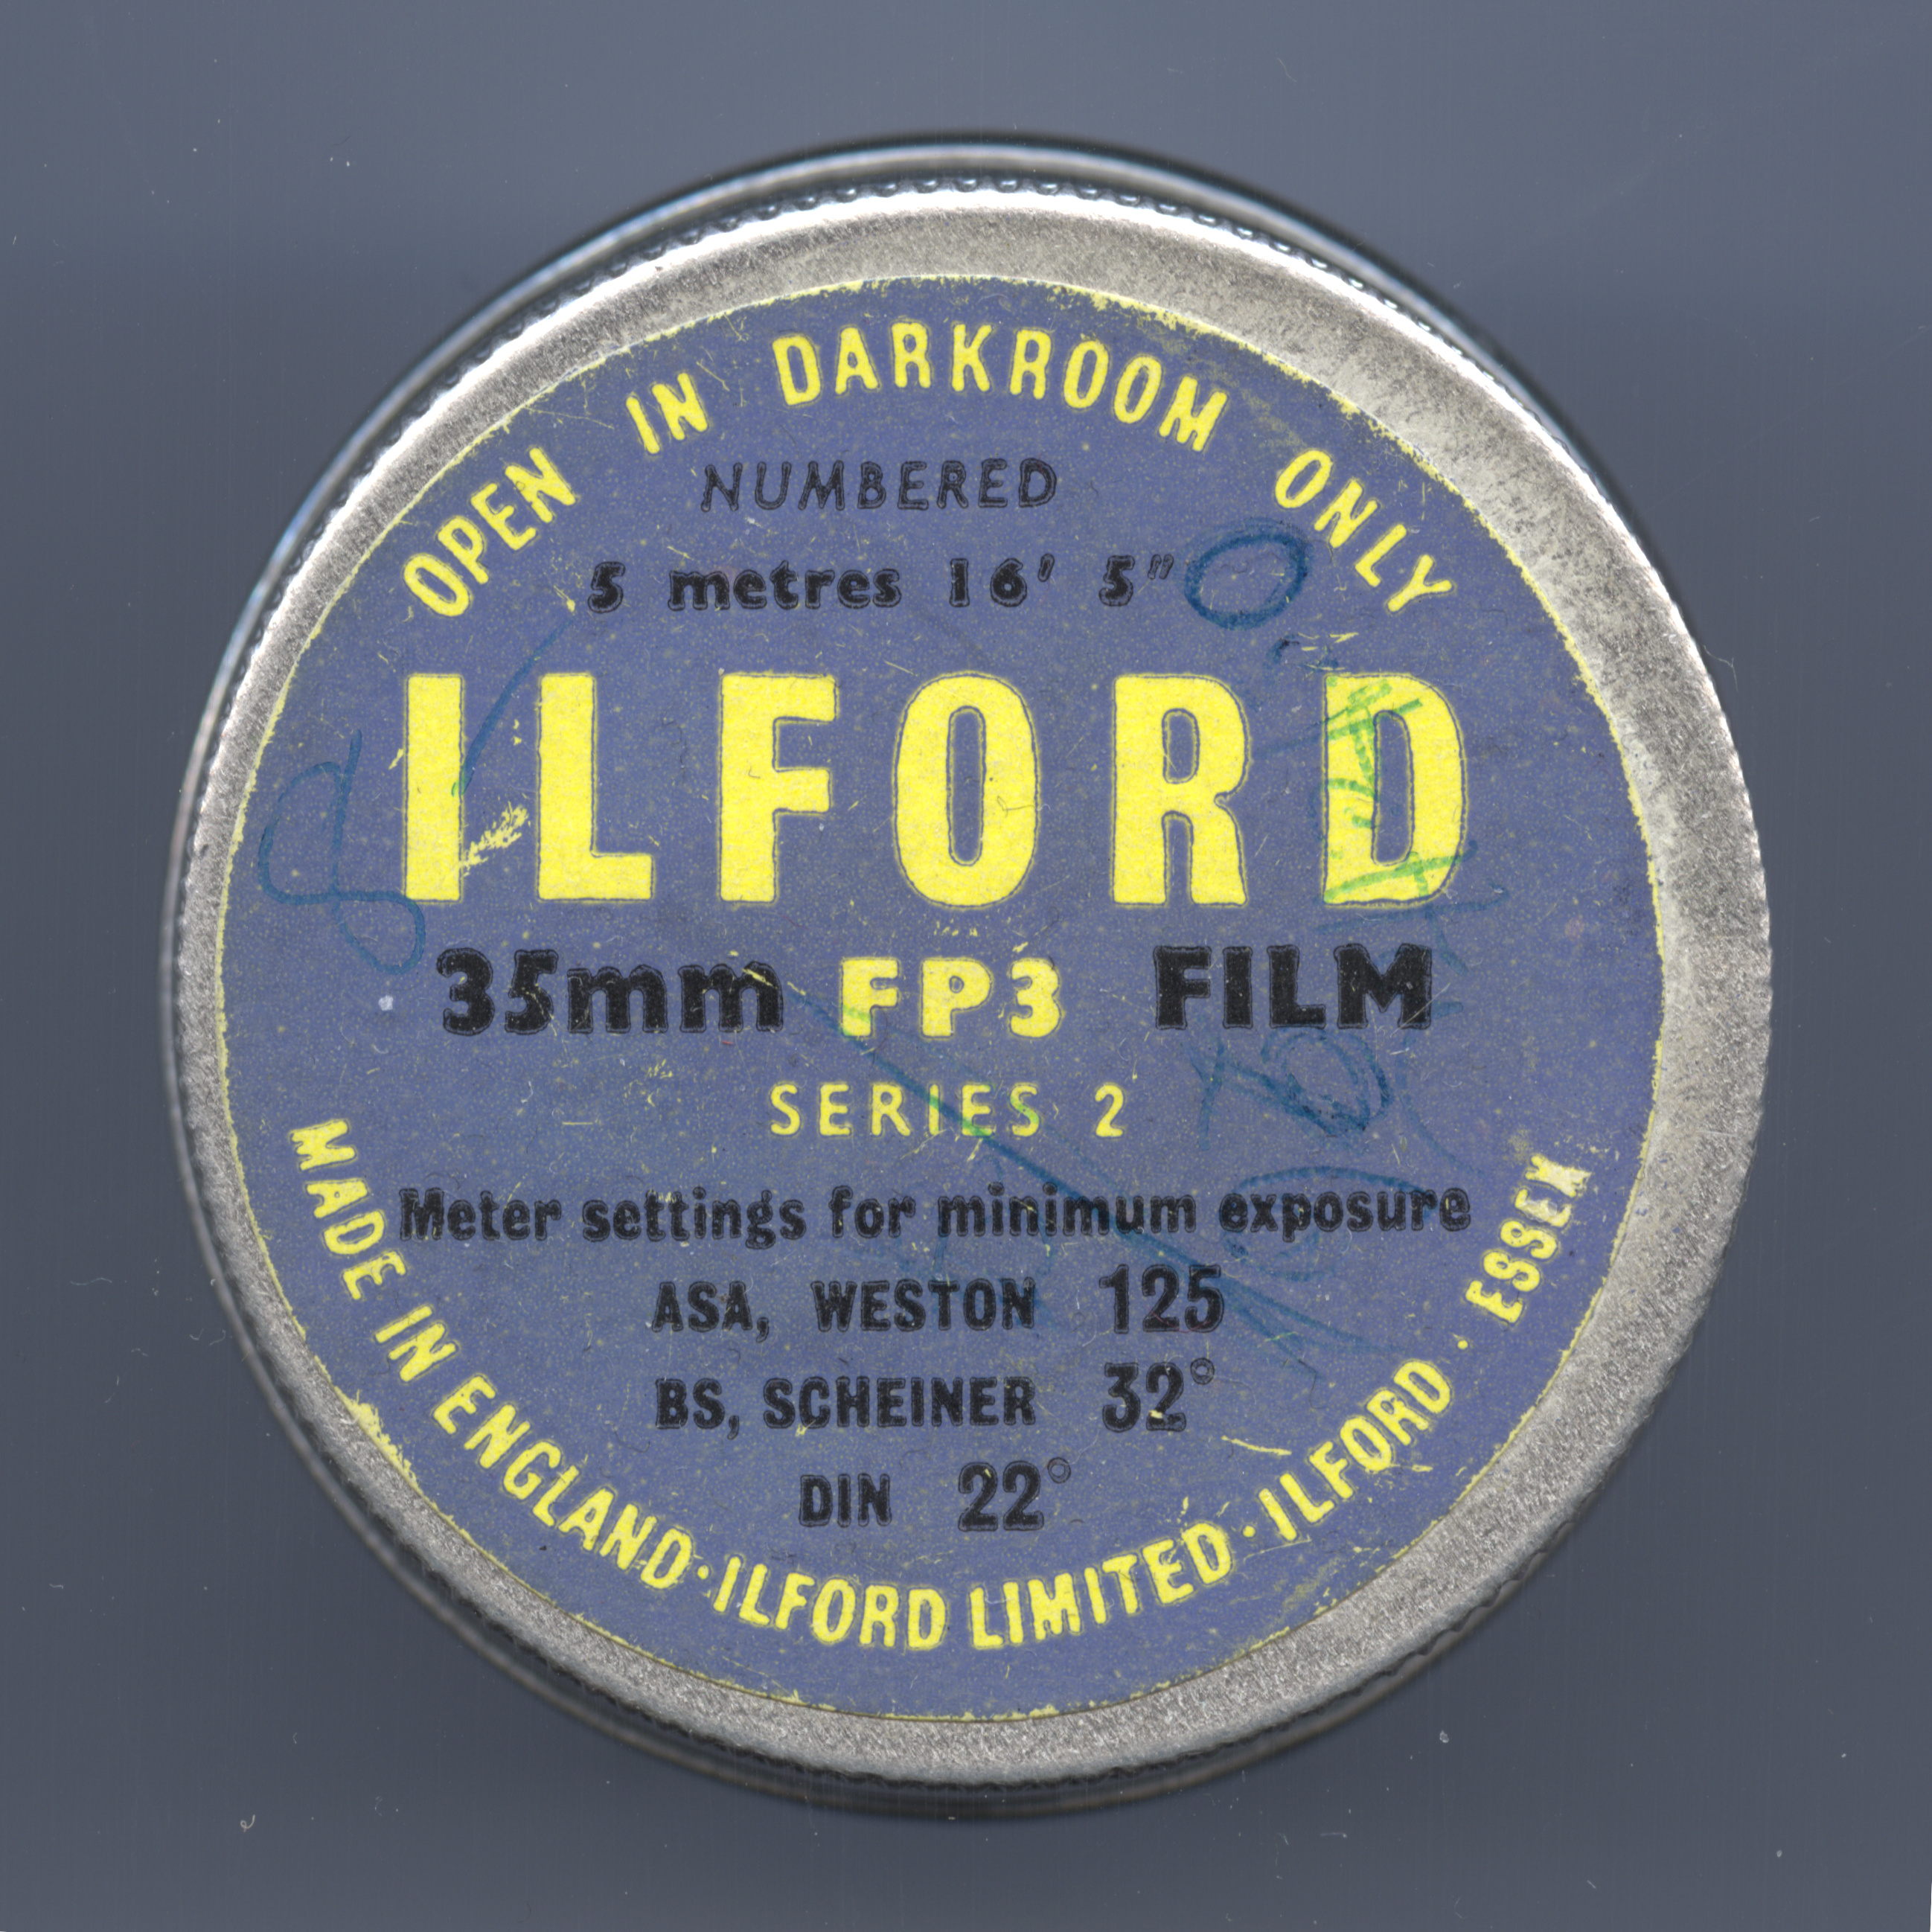 OPEN IN DARKROOM ONLY
NUMBERED
5 metres 16' 5"
ILFORD
35mm FP3 FILM
SERIES 2
Meter settings for minimum exposure
ASA, WESTON 125
BS, SCHEINER 32°
DIN 22°
MADE IN ENGLAND · ILFORD LIMITED · ILFORD · ESSEX